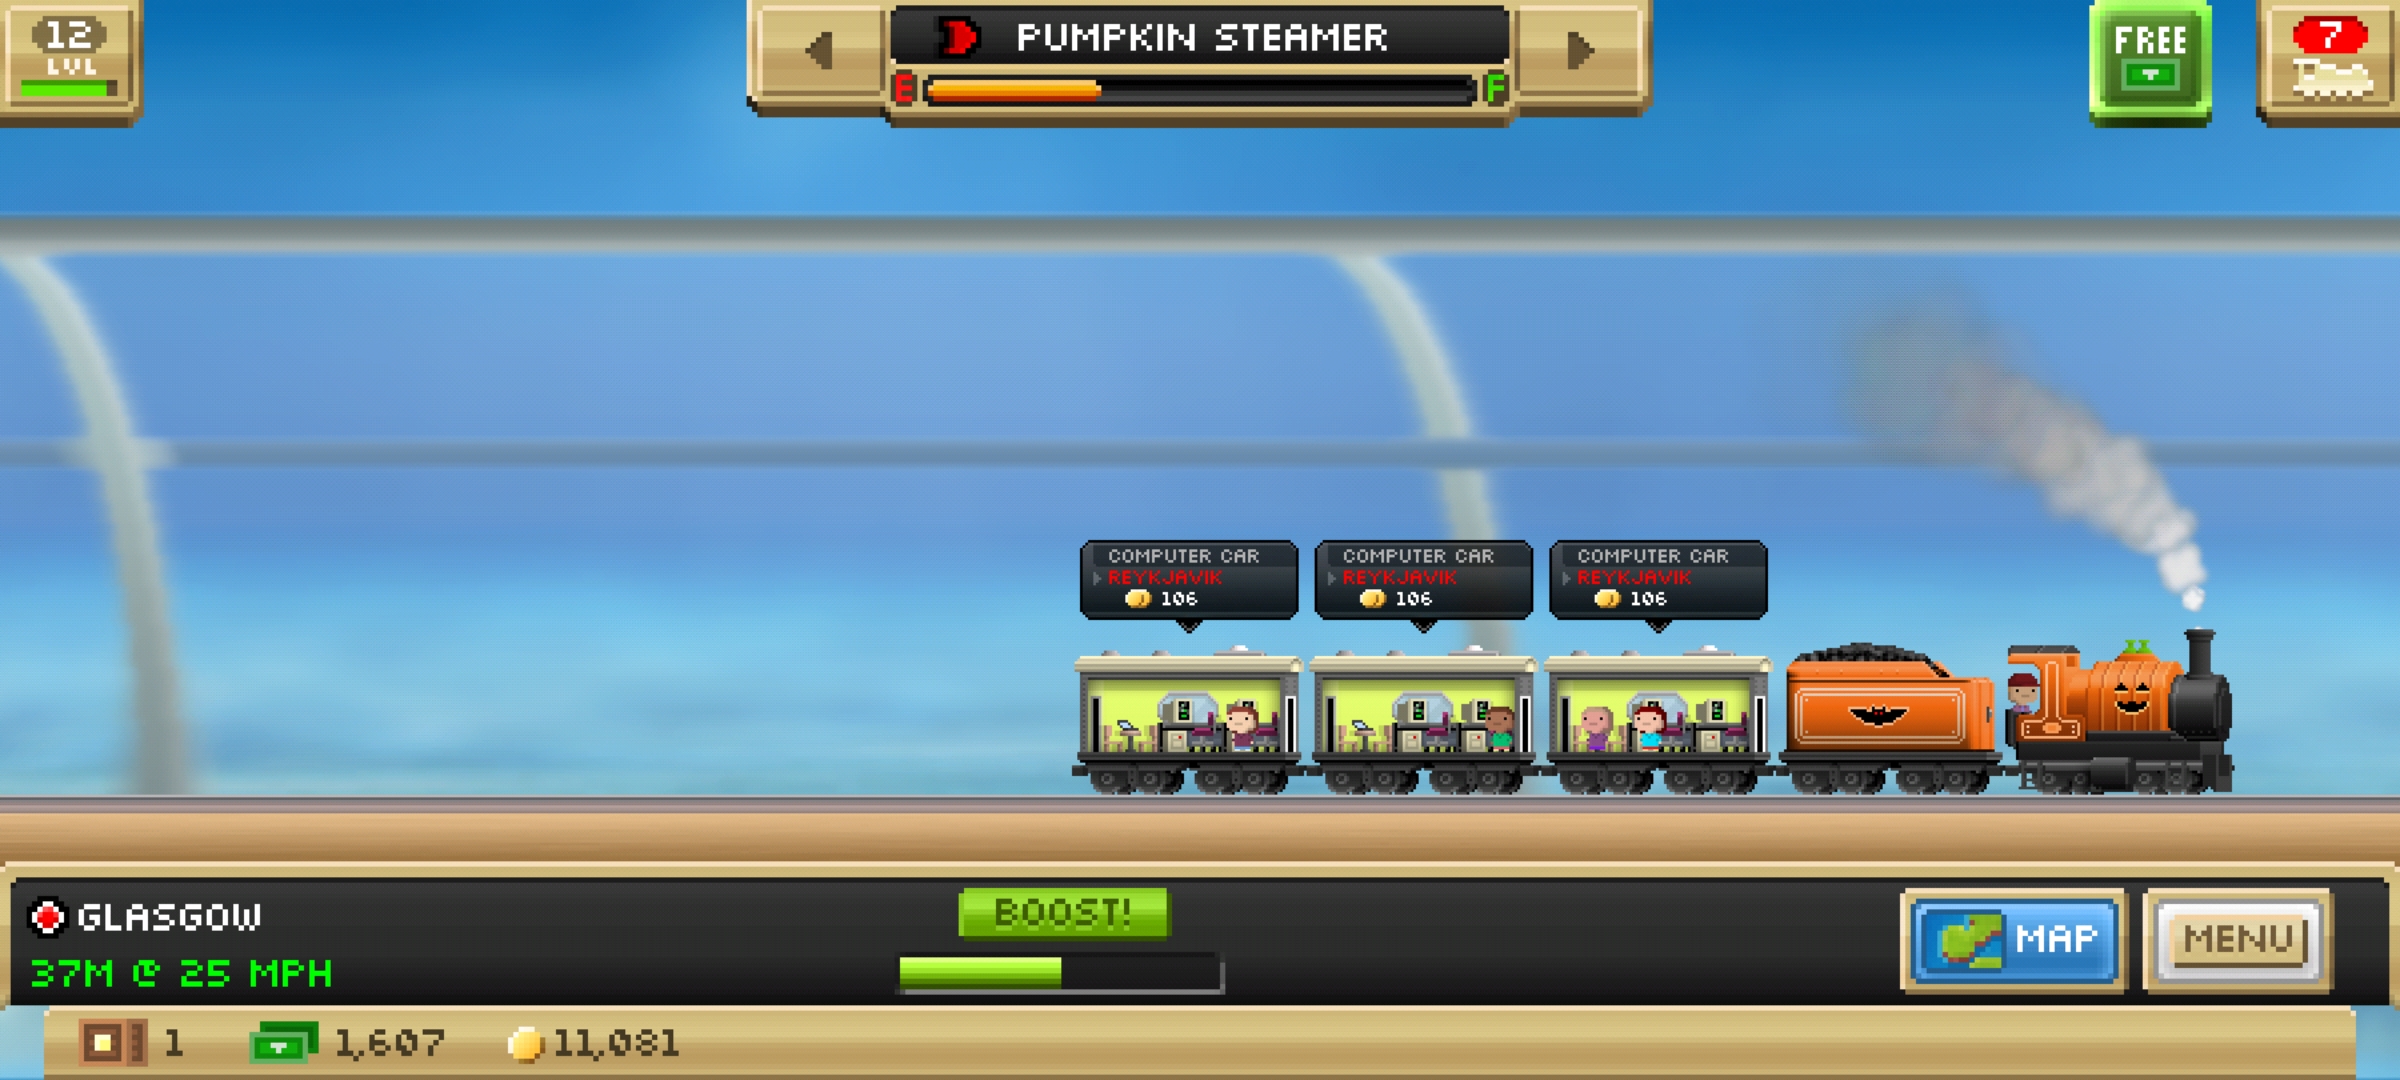 12
LVL
PUMPKIN STEAMER
E F
FREE
7
COMPUTER CAR
REYKJAVIK
106
COMPUTER CAR
REYKJAVIK
106
COMPUTER CAR
REYKJAVIK
106
GLASGOW
37M @ 25 MPH
BOOST!
MAP
MENU
1
1,607
11,081